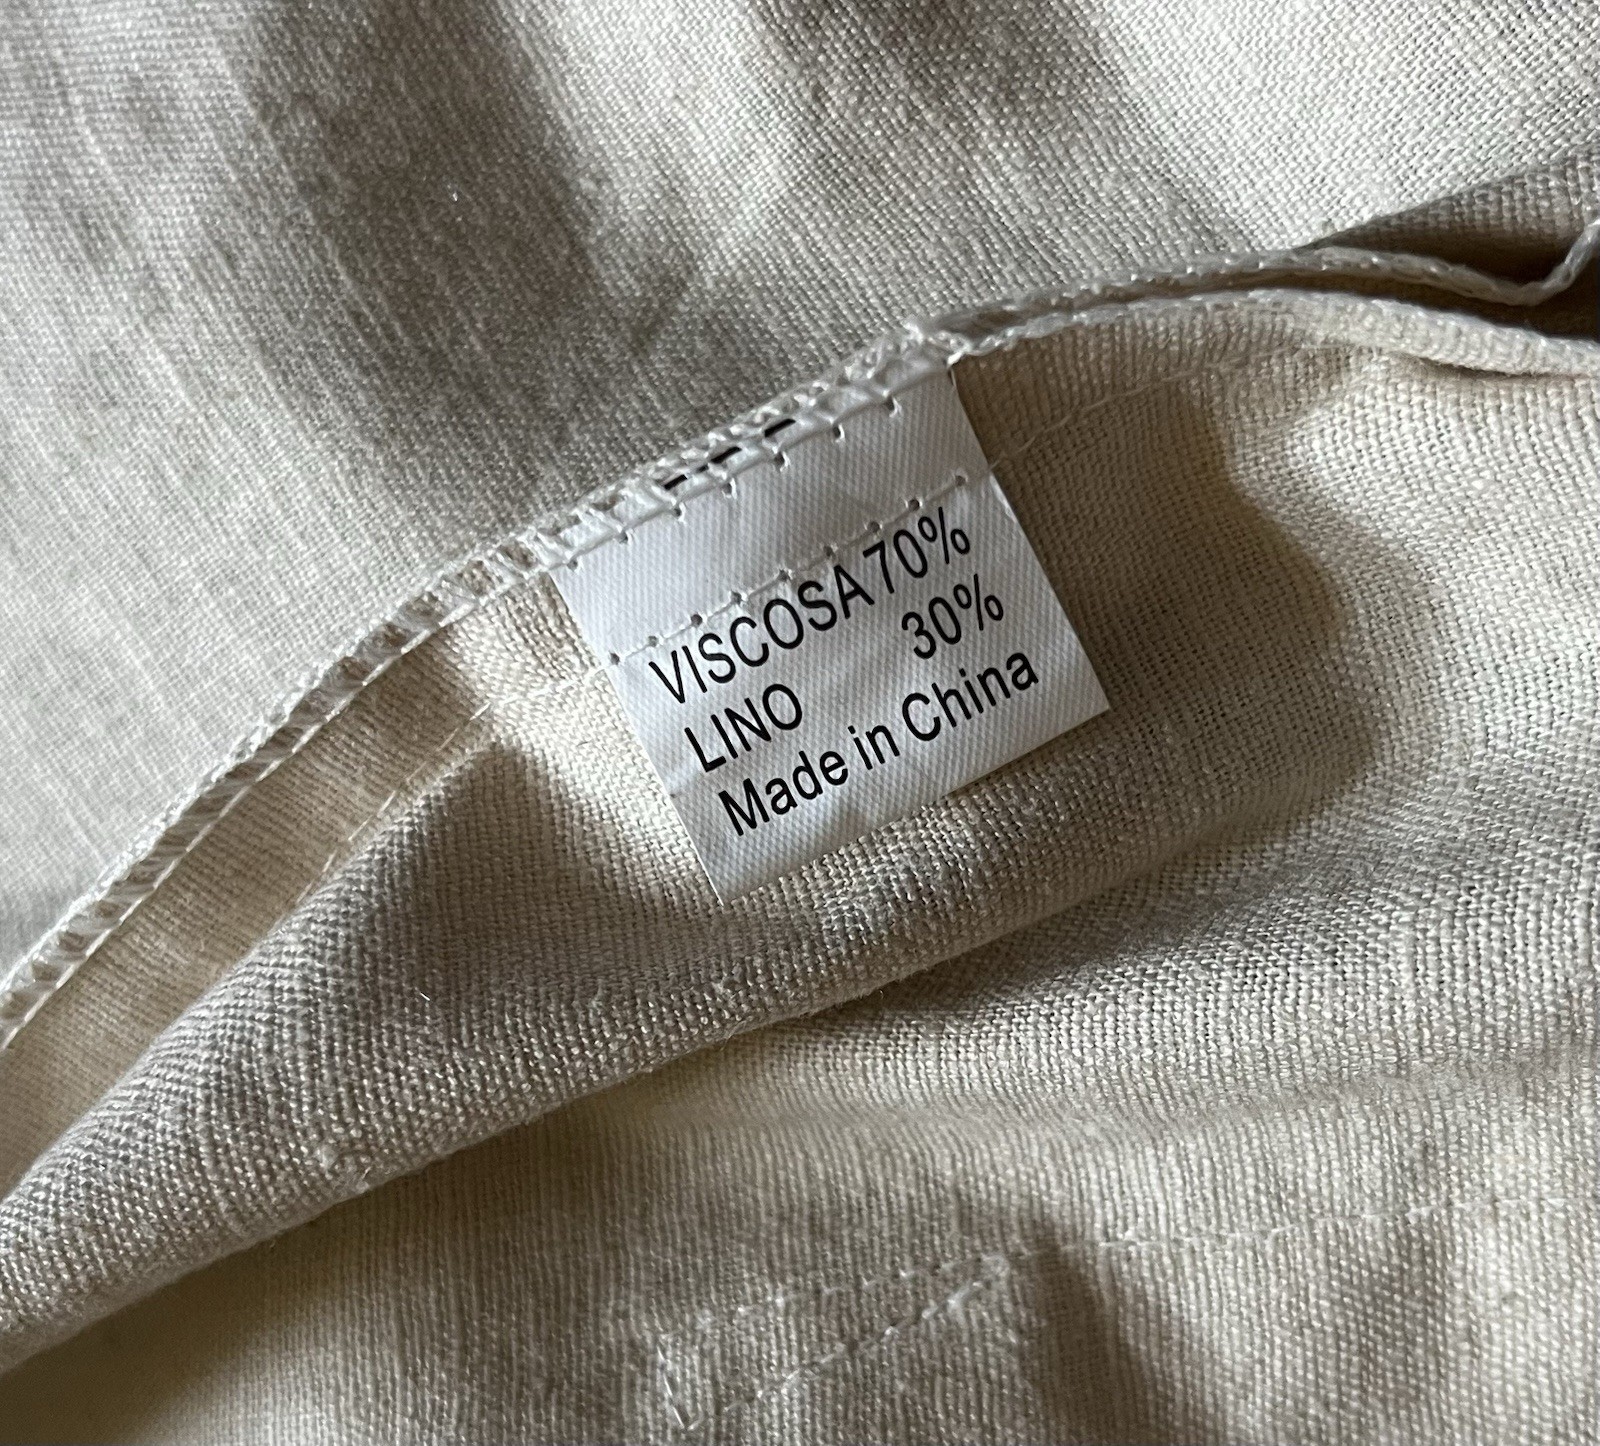 VISCOSA 70%
LINO 30%
Made in China